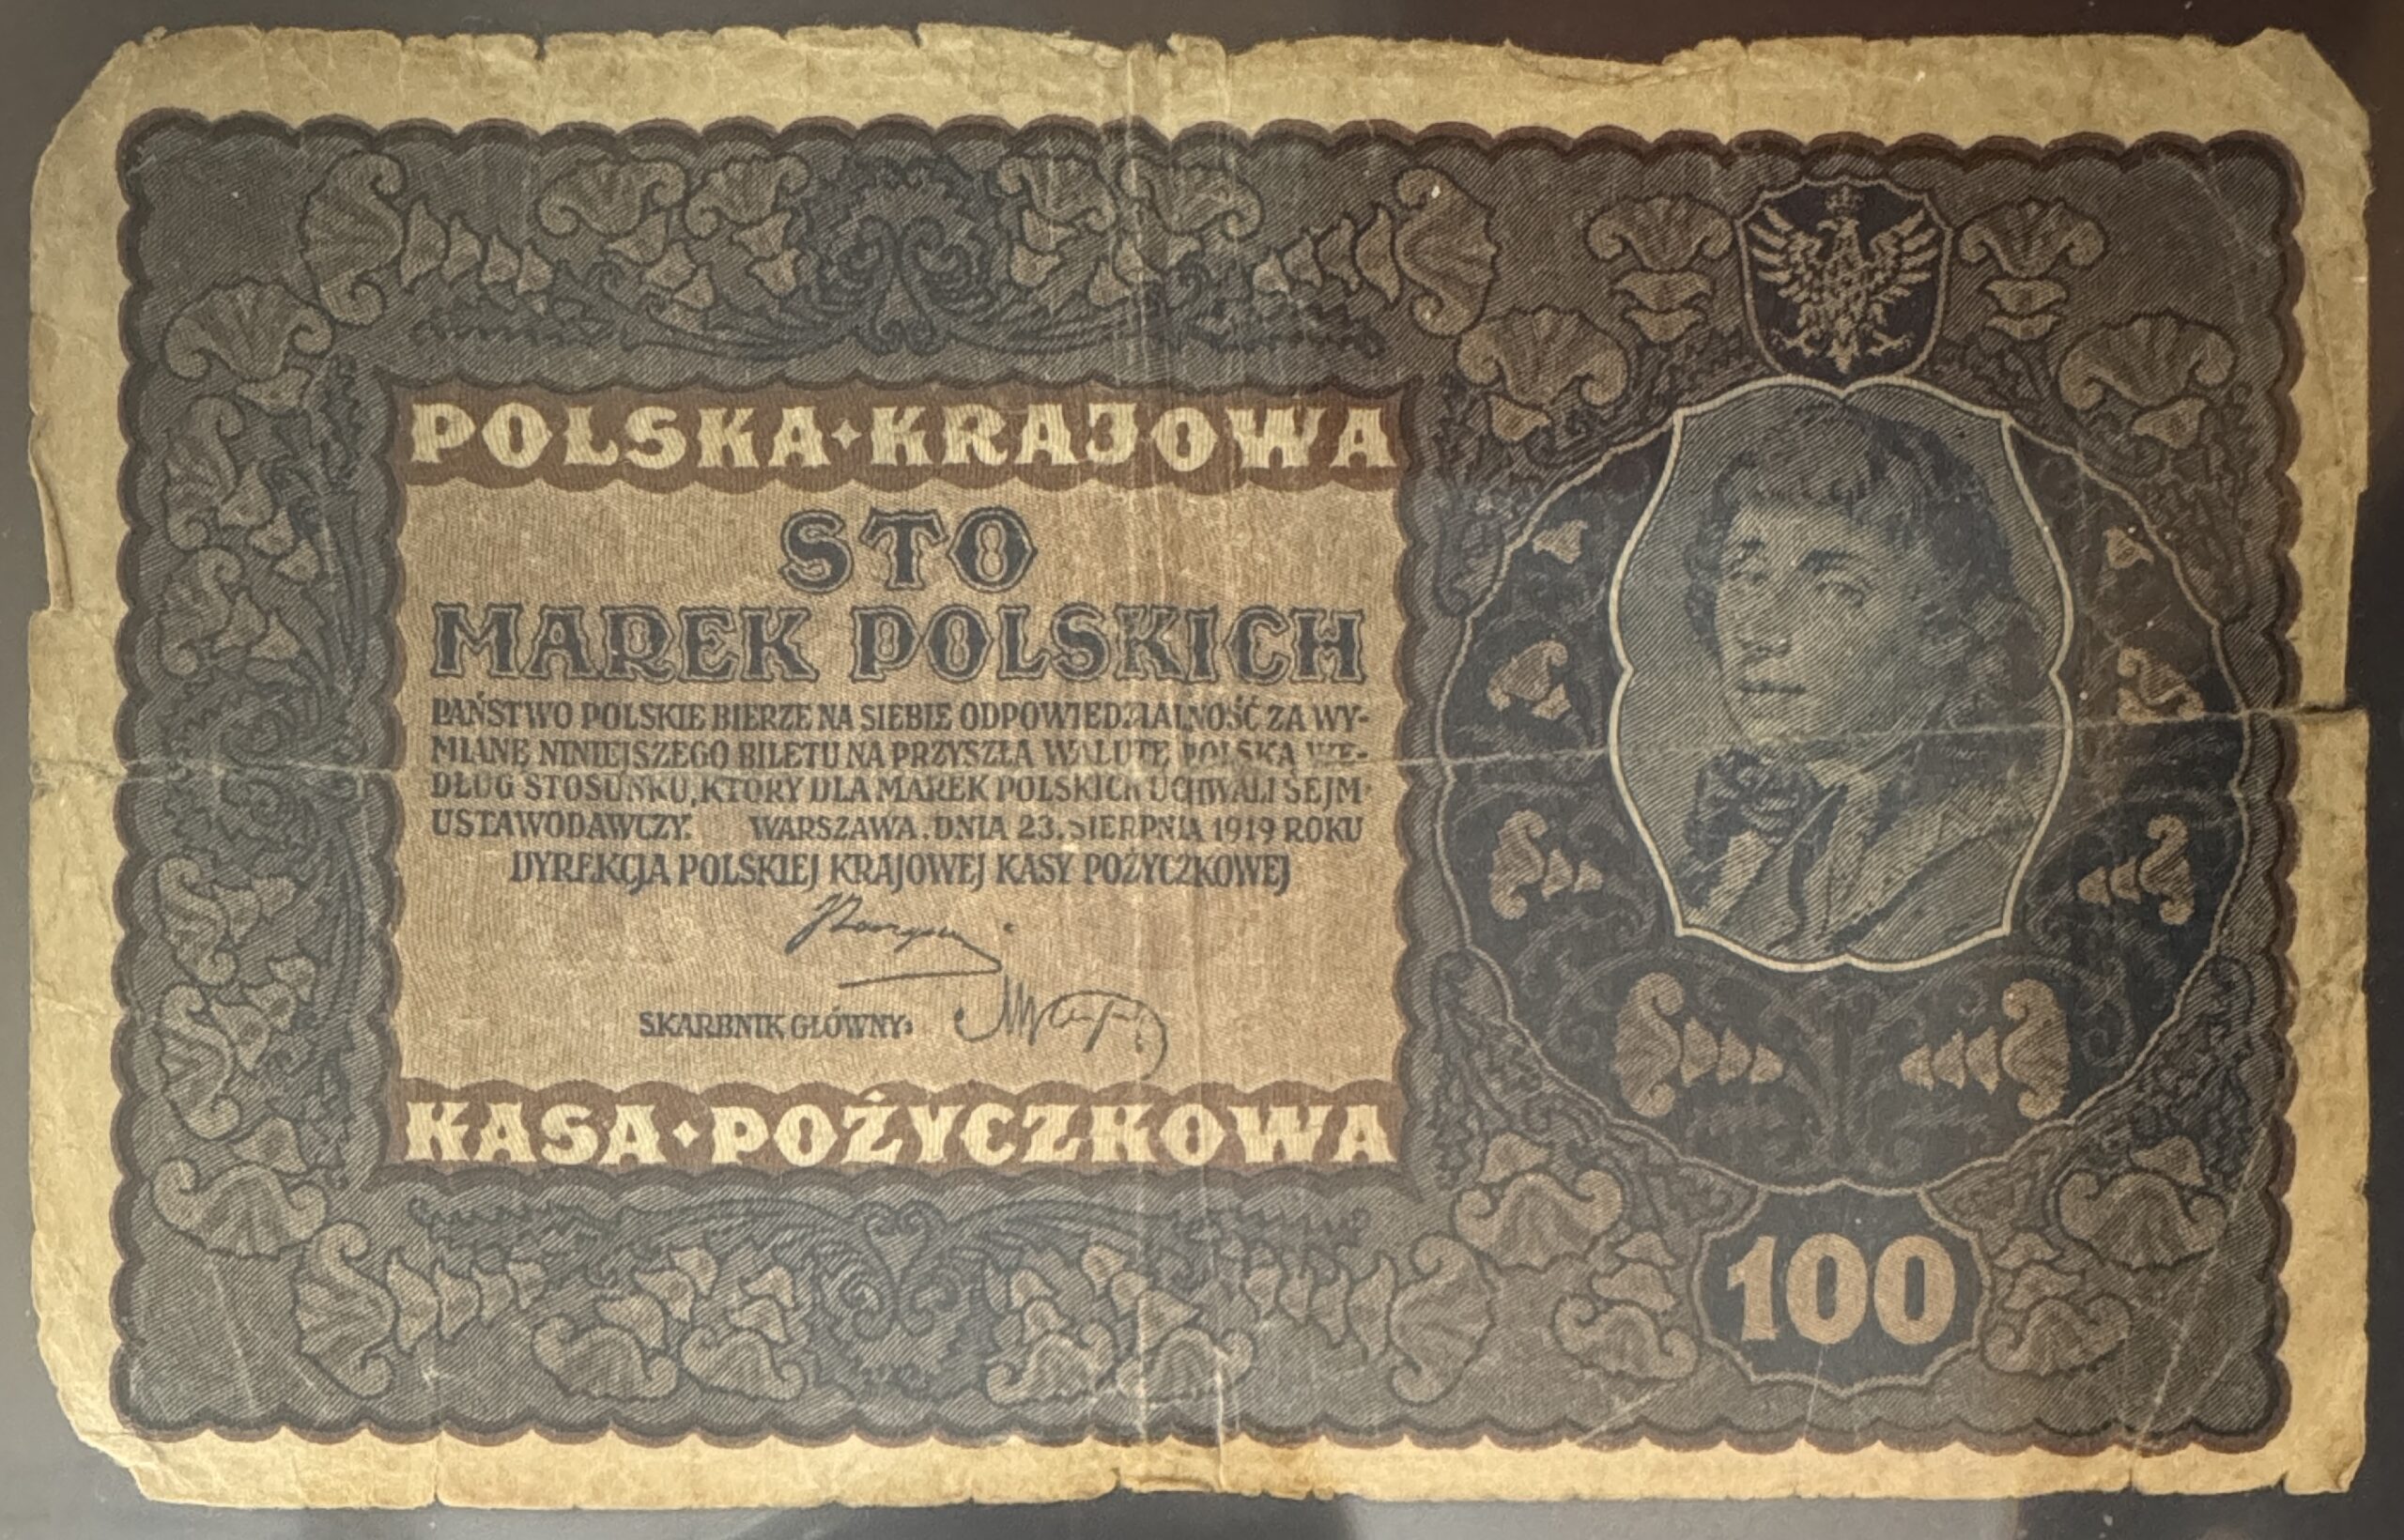 POLSKA·KRAJOWA
STO
MAREK POLSKICH
PAŃSTWO POLSKIE BIERZE NA SIEBIE ODPOWIEDZIALNOŚĆ ZA WY-
MIANĘ NINIEJSZEGO BILETU NA PRZYSZŁĄ WALUTĘ POLSKĄ WE-
DŁUG STOSUNKU, KTÓRY DLA MAREK POLSKICH UCHWALI SEJM
USTAWODAWCZY. WARSZAWA. DNIA 23. SIERPNIA 1919 ROKU
DYREKCJA POLSKIEJ KRAJOWEJ KASY POŻYCZKOWEJ
SKARBNIK GŁÓWNY:
KASA·POŻYCZKOWA
100